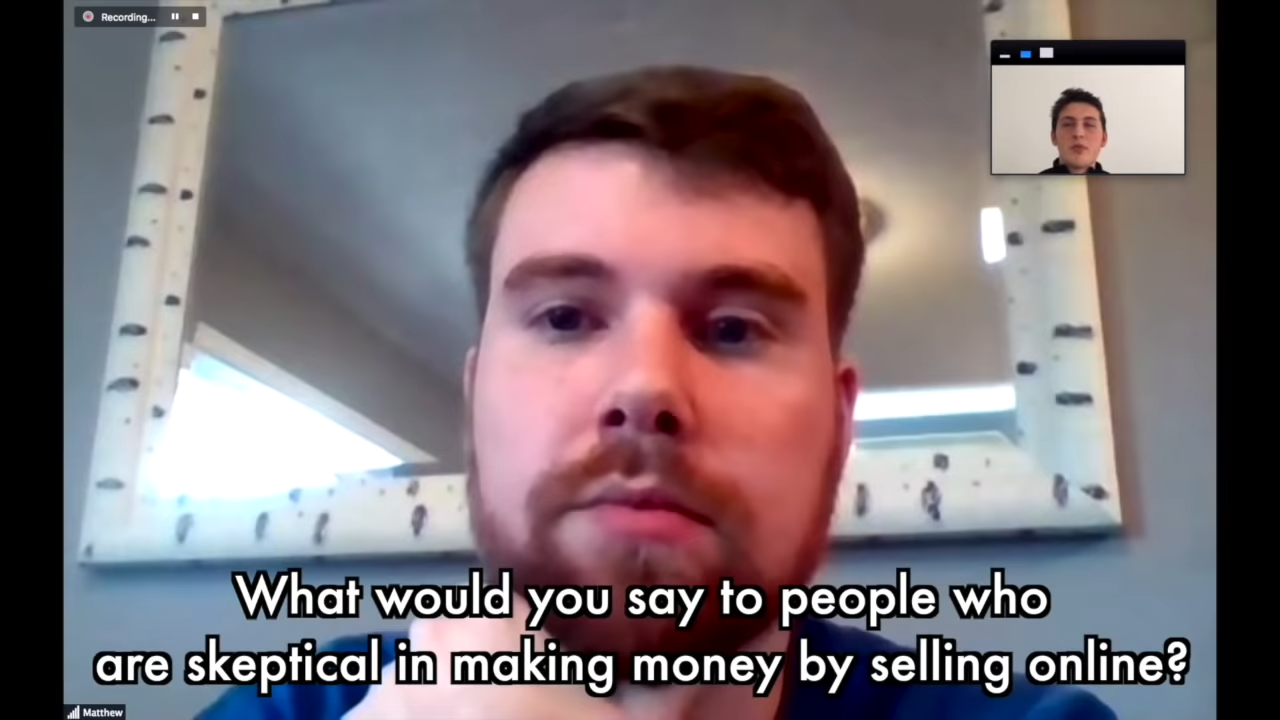 Recording...
What would you say to people who
are skeptical in making money by selling online?
Matthew